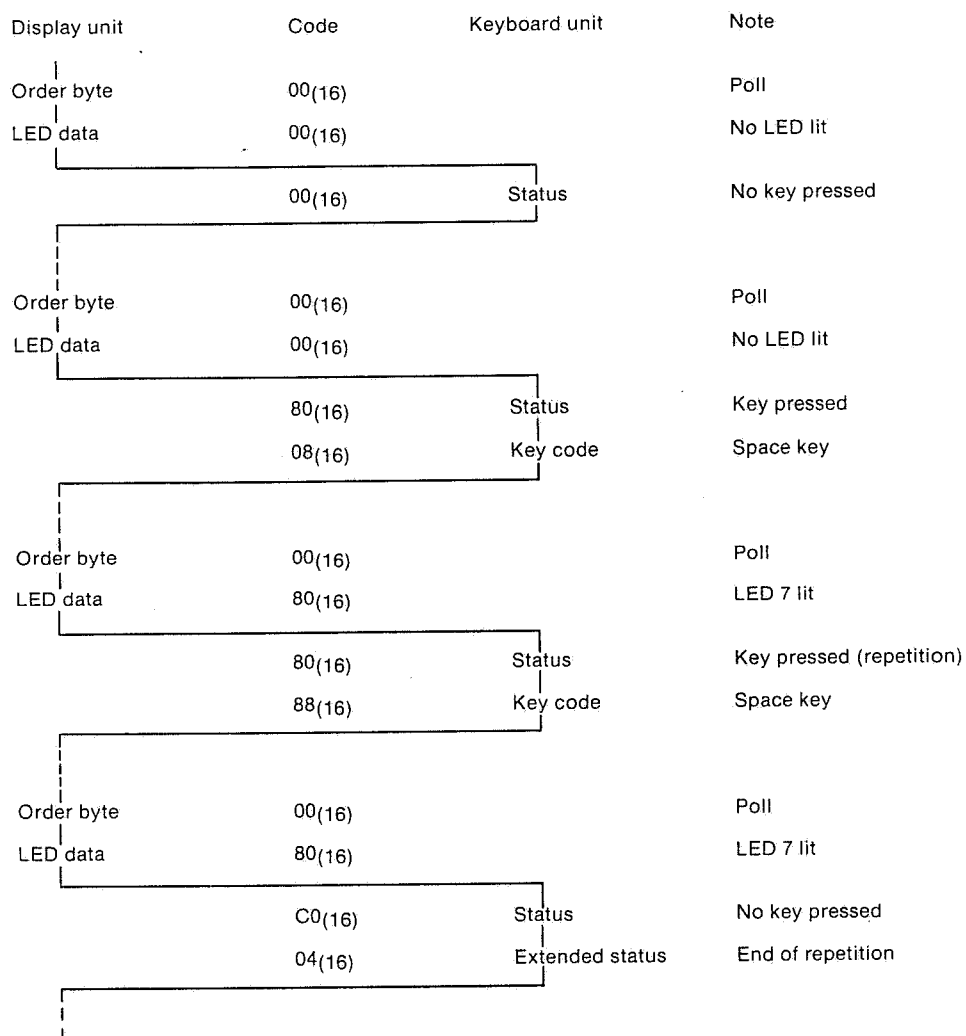 Display unit Code Keyboard unit Note
Order byte 00(16) Poll
LED data 00(16) No LED lit
00(16) Status No key pressed
Order byte 00(16) Poll
LED data 00(16) No LED lit
80(16) Status Key pressed
08(16) Key code Space key
Order byte 00(16) Poll
LED data 80(16) LED 7 lit
80(16) Status Key pressed (repetition)
88(16) Key code Space key
Order byte 00(16) Poll
LED data 80(16) LED 7 lit
C0(16) Status No key pressed
04(16) Extended status End of repetition